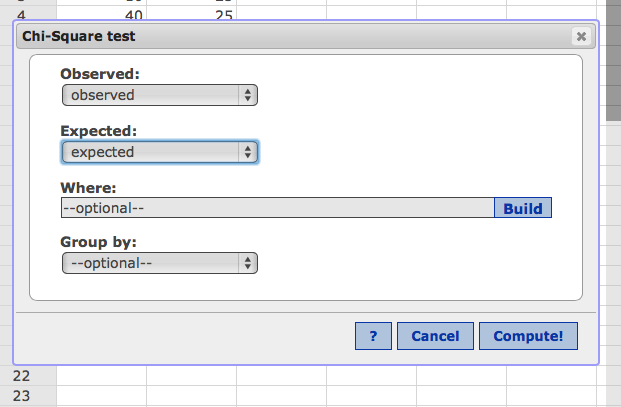 4 40 25
Chi-Square test
Observed:
observed
Expected:
expected
Where:
--optional-- Build
Group by:
--optional--
? Cancel Compute!
22
23